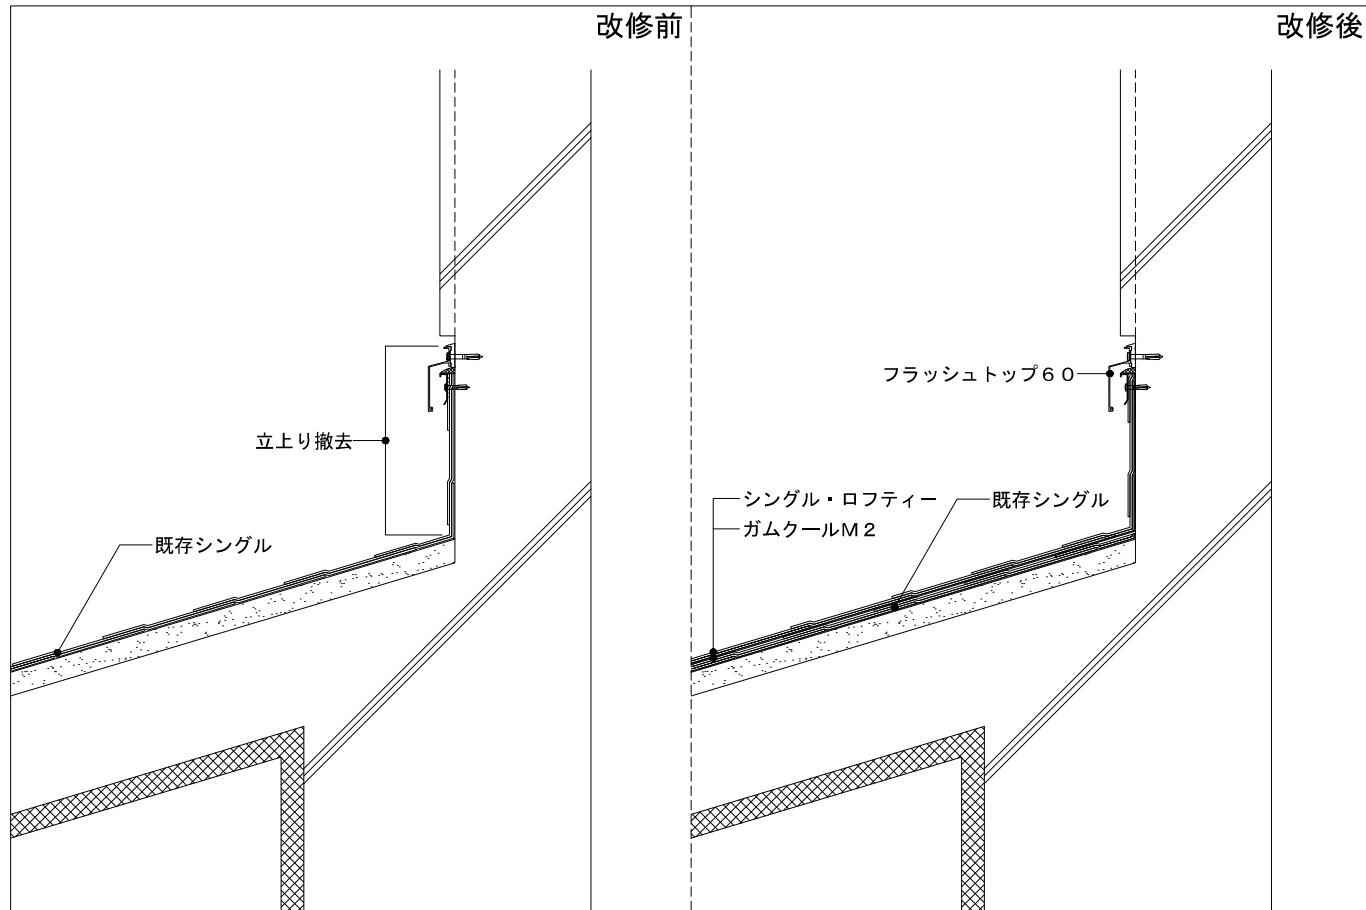 改修前
立上り撤去
既存シングル
改修後
フラッシュトップ６０
シングル・ロフティー
ガムクールＭ２
既存シングル